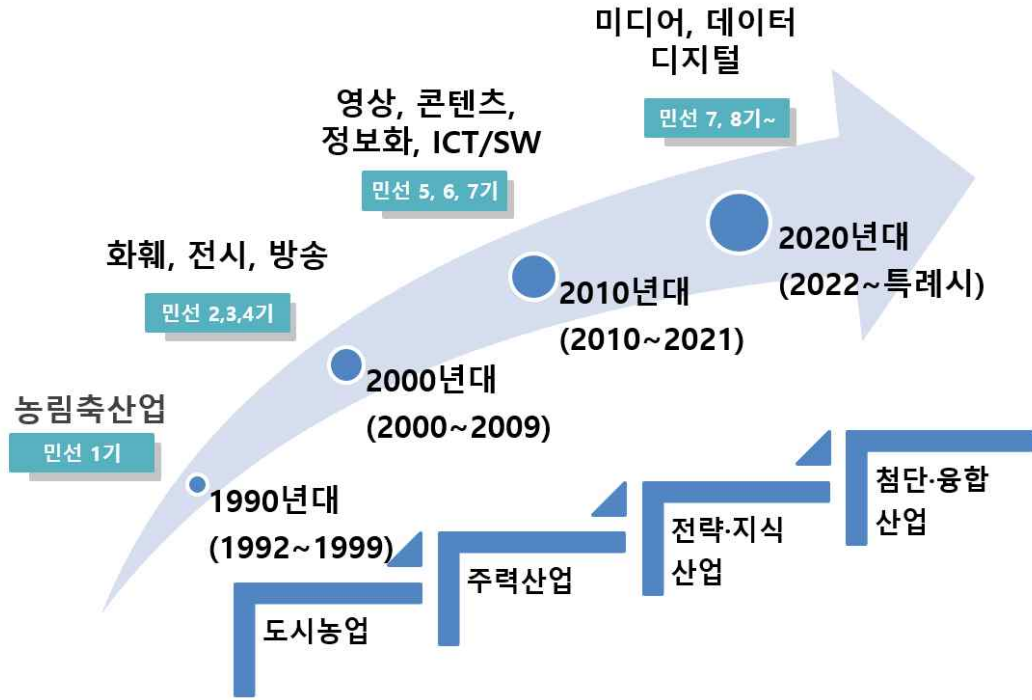 미디어, 데이터
디지털
민선 7, 8기~
영상, 콘텐츠,
정보화, ICT/SW
민선 5, 6, 7기
화훼, 전시, 방송
민선 2,3,4기
농림축산업
민선 1기
2020년대
(2022~특례시)
2010년대
(2010~2021)
2000년대
(2000~2009)
1990년대
(1992~1999)
첨단·융합
산업
전략·지식
산업
주력산업
도시농업